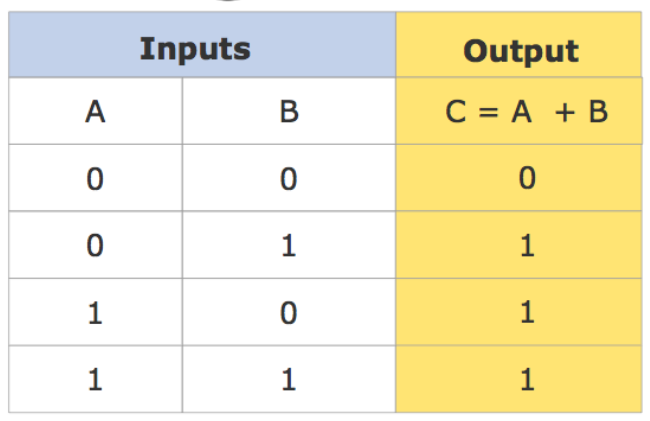 Inputs Output
A B C = A + B
0 0 0
0 1 1
1 0 1
1 1 1